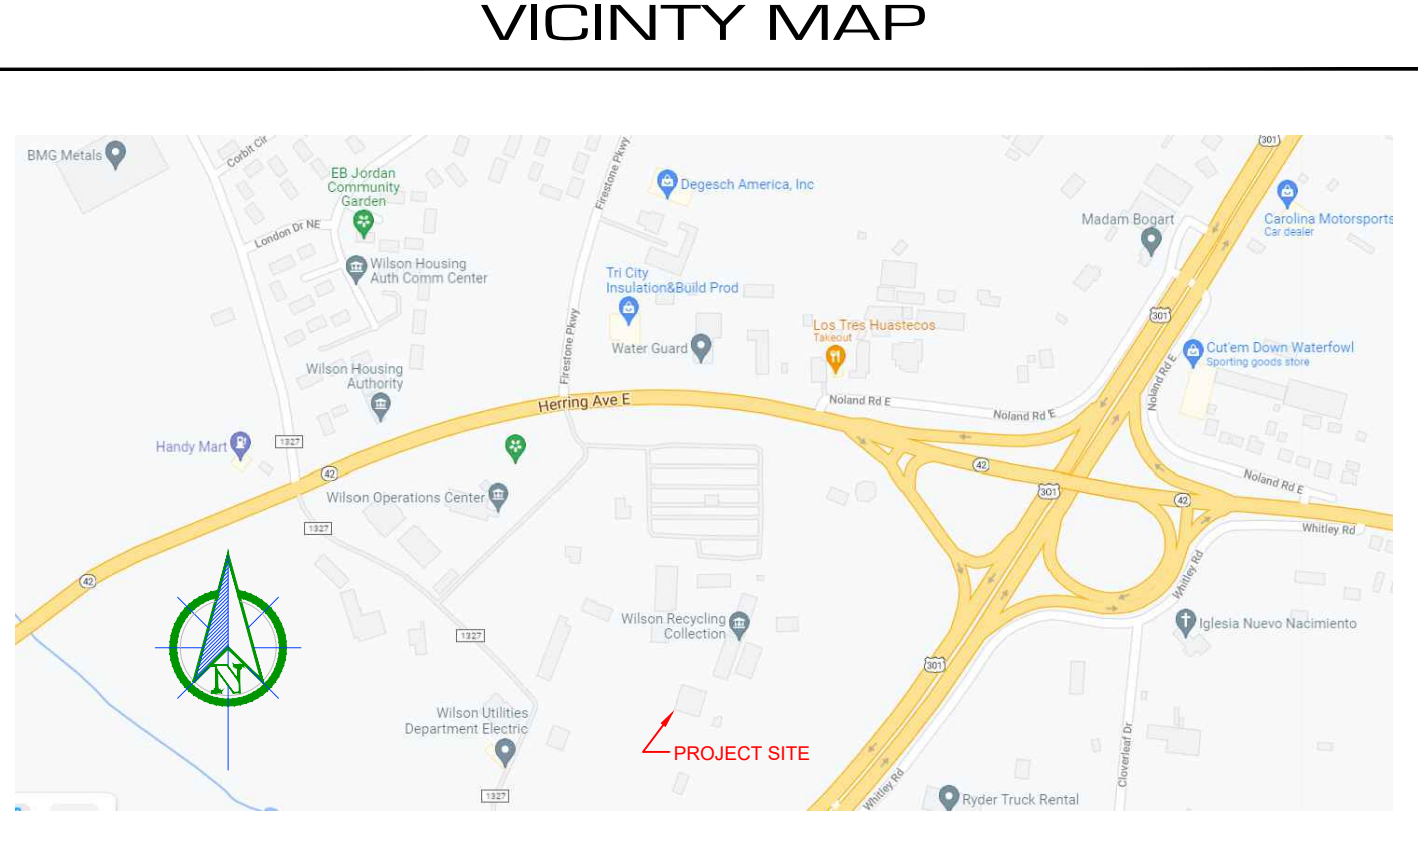 VICINTY MAP
BMG Metals
Corbit Cir
EB Jordan
Community
Garden
London Dr NE
Wilson Housing
Auth Comm Center
Firestone Pkwy
Degesch America, Inc
Madam Bogart
301
Carolina Motorsports
Car dealer
Tri City
Insulation&Build Prod
Water Guard
Firestone Pkwy
Los Tres Huastecos
Takeout
301
Cut'em Down Waterfowl
Sporting goods store
Noland Rd E
Wilson Housing
Authority
Herring Ave E
Noland Rd E
Noland Rd E
Handy Mart
1327
42
Wilson Operations Center
42
301
42
Noland Rd E
Whitley Rd
1327
42
Whitley Rd
N
1327
Wilson Recycling
Collection
Iglesia Nuevo Nacimiento
301
Wilson Utilities
Department Electric
PROJECT SITE
Cloverleaf Dr
1327
Whitley Rd
Ryder Truck Rental